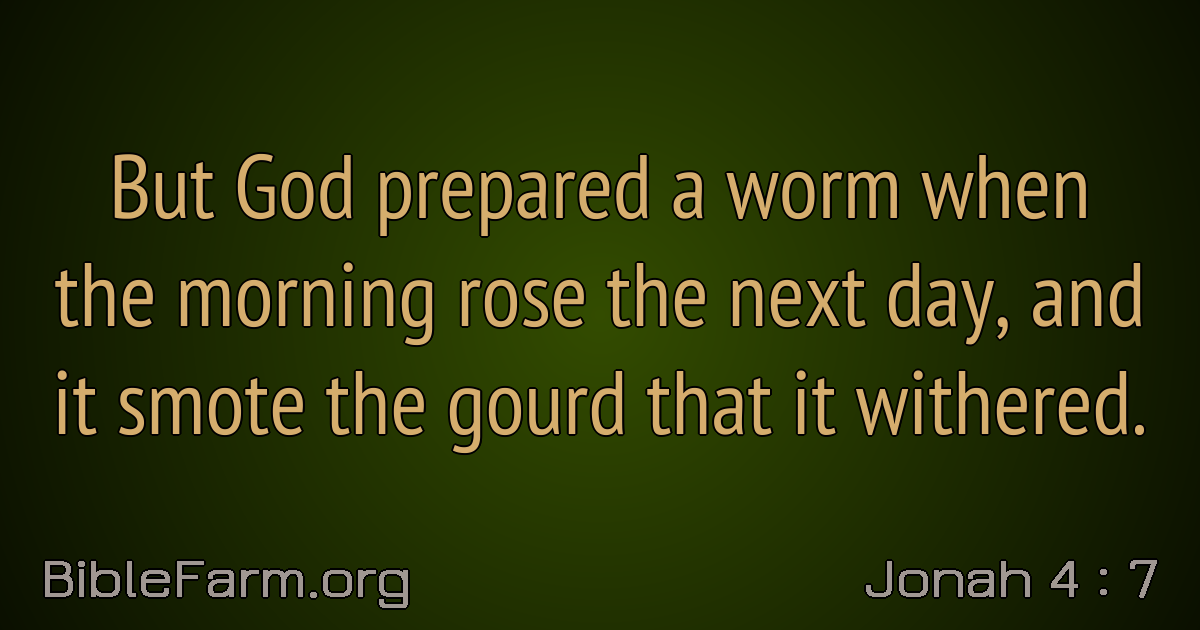 But God prepared a worm when
the morning rose the next day, and
it smote the gourd that it withered.
BibleFarm.org
Jonah 4 : 7